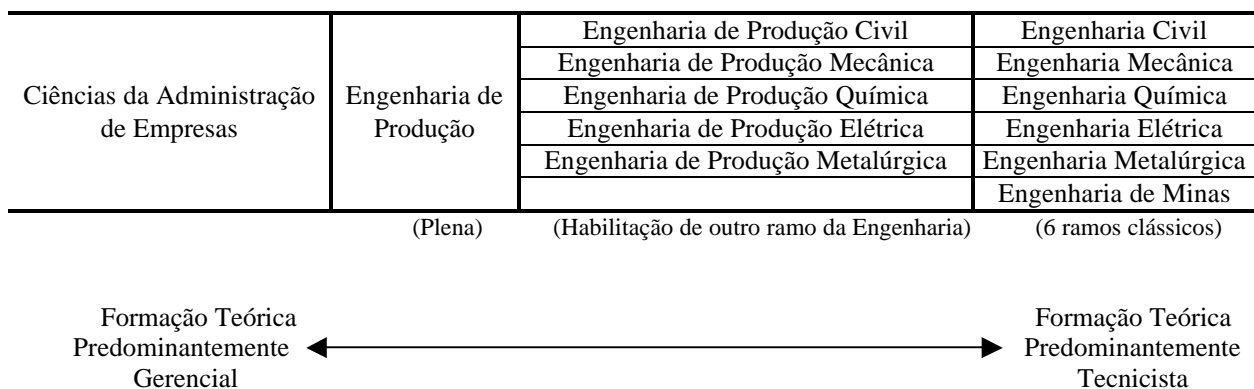 Ciências da Administração
de Empresas
Engenharia de
Produção
Engenharia de Produção Civil
Engenharia de Produção Mecânica
Engenharia de Produção Química
Engenharia de Produção Elétrica
Engenharia de Produção Metalúrgica
Engenharia Civil
Engenharia Mecânica
Engenharia Química
Engenharia Elétrica
Engenharia Metalúrgica
Engenharia de Minas
(Plena)
(Habilitação de outro ramo da Engenharia)
(6 ramos clássicos)
Formação Teórica
Predominantemente
Gerencial
Formação Teórica
Predominantemente
Tecnicista